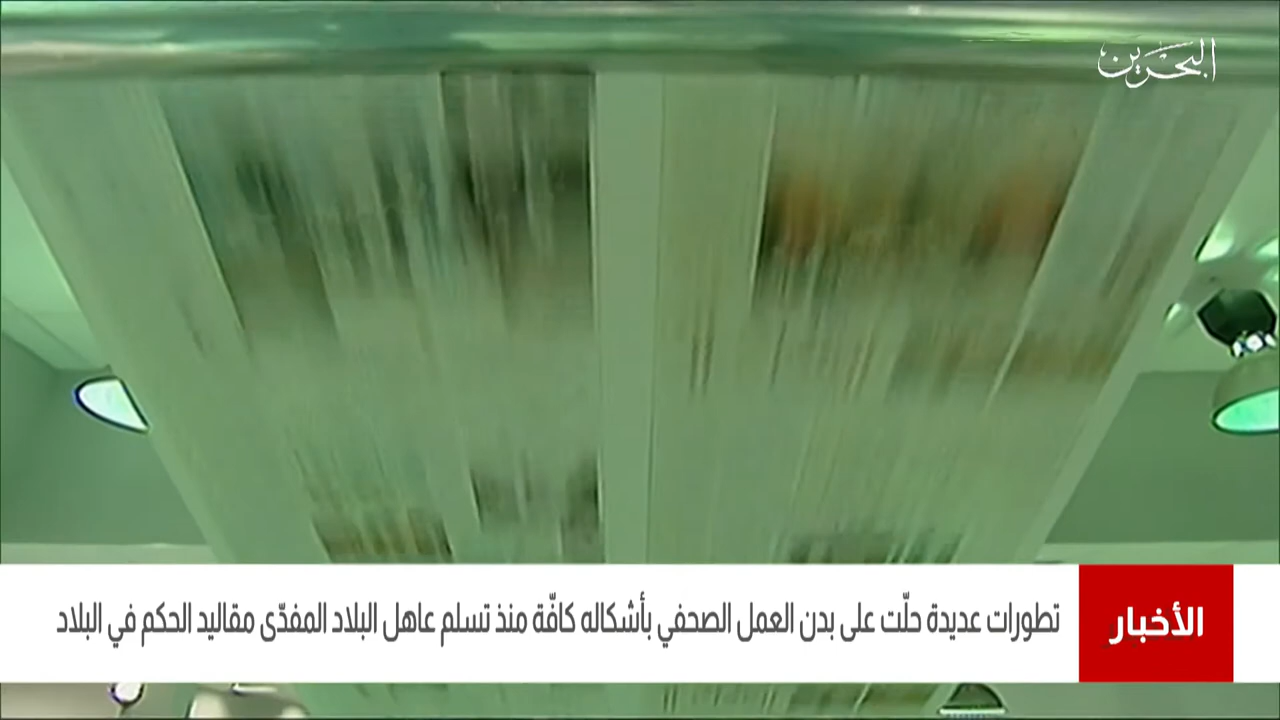 البحرين
الأخبار
تطورات عديدة حلّت على بدن العمل الصحفي بأشكاله كافّة منذ تسلم عاهل البلاد المفدّى مقاليد الحكم في البلاد